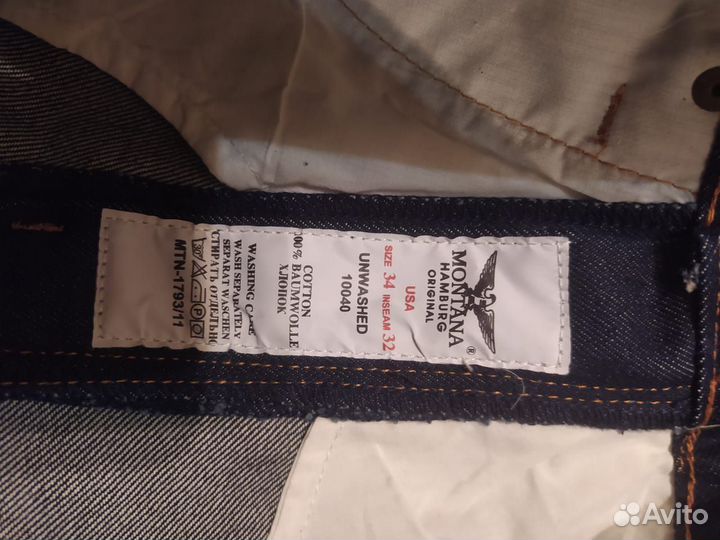 MONTANA
HAMBURG
ORIGINAL
®
USA
SIZE 34 INSEAM 32
UNWASHED
10040
COTTON
100% BAUMWOLLE
ХЛОПОК
WASHING
WASH SEPARATELY
SEPARAT WASCHEN
СТИРАТЬ ОТДЕЛЬНО
30°
MTN-1793/11
Avito